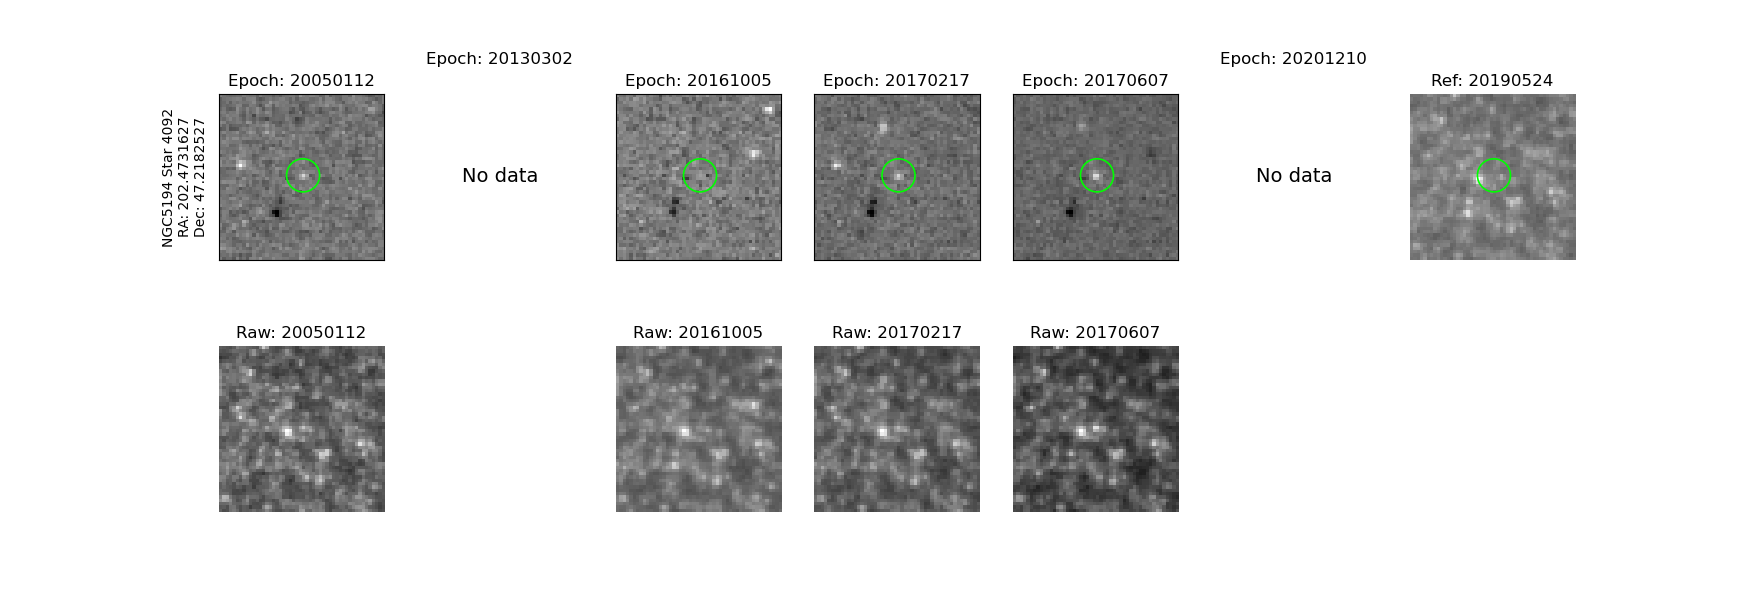 Epoch: 20130302
Epoch: 20201210
Epoch: 20050112
Epoch: 20161005
Epoch: 20170217
Epoch: 20170607
Ref: 20190524
NGC5194 Star 4092
RA: 202.4731627
Dec: 47.2182527
No data
No data
Raw: 20050112
Raw: 20161005
Raw: 20170217
Raw: 20170607